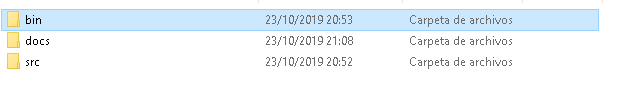 bin 23/10/2019 20:53 Carpeta de archivos
docs 23/10/2019 21:08 Carpeta de archivos
src 23/10/2019 20:52 Carpeta de archivos